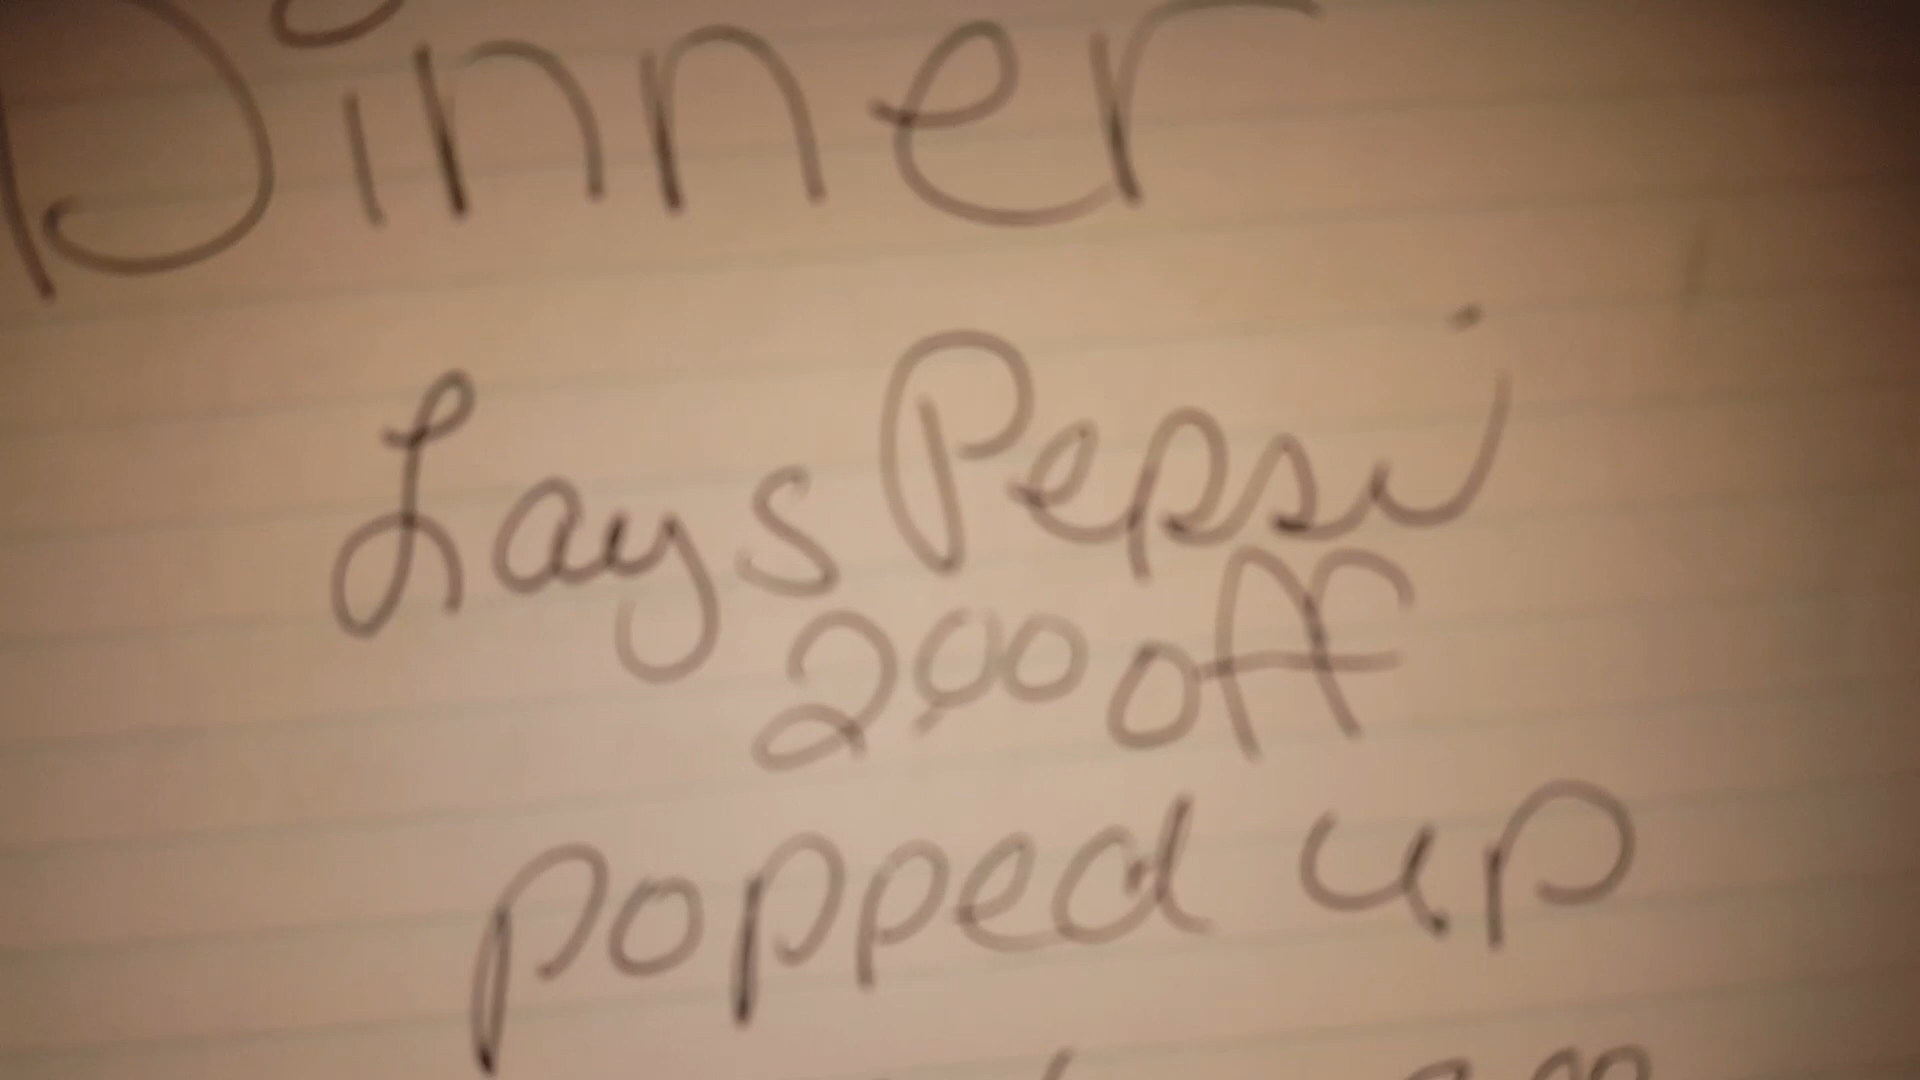 Dinner
Lays Pepsi
2.00 off
popped up